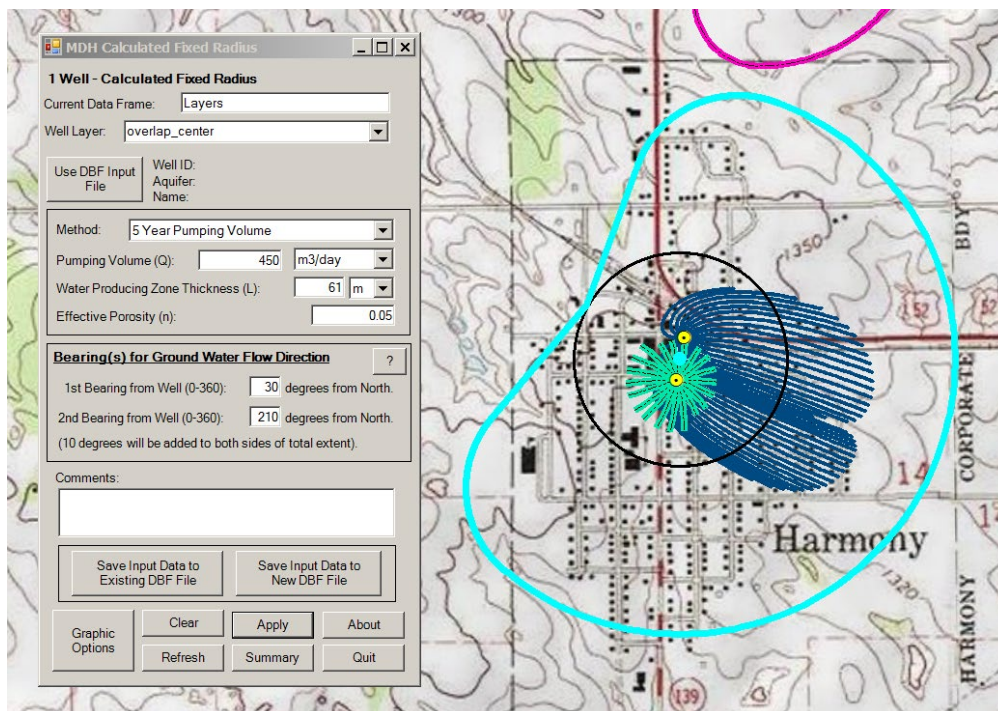 MDH Calculated Fixed Radius
1 Well - Calculated Fixed Radius
Current Data Frame: Layers
Well Layer: overlap_center
Use DBF Input File
Well ID:
Aquifer:
Name:
Method: 5 Year Pumping Volume
Pumping Volume (Q): 450 m3/day
Water Producing Zone Thickness (L): 61 m
Effective Porosity (n): 0.05
Bearing(s) for Ground Water Flow Direction ?
1st Bearing from Well (0-360): 30 degrees from North.
2nd Bearing from Well (0-360): 210 degrees from North.
(10 degrees will be added to both sides of total extent).
Comments:
Save Input Data to Existing DBF File
Save Input Data to New DBF File
Graphic Options
Clear
Apply
About
Refresh
Summary
Quit
1300
1350
BDY
52
52
CORPORATE
14
Harmony
1320
HARMONY
139